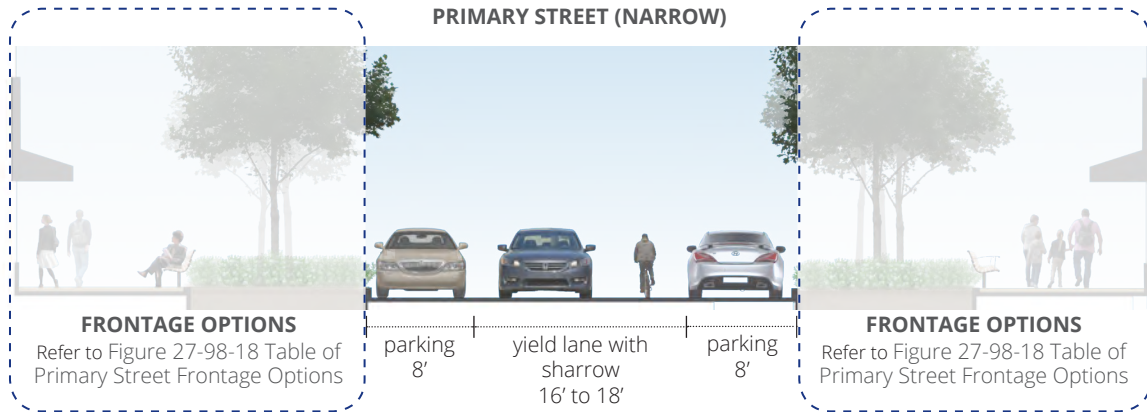 PRIMARY STREET (NARROW)
FRONTAGE OPTIONS
Refer to Figure 27-98-18 Table of
Primary Street Frontage Options
parking
8’
yield lane with
sharrow
16’ to 18’
parking
8’
FRONTAGE OPTIONS
Refer to Figure 27-98-18 Table of
Primary Street Frontage Options